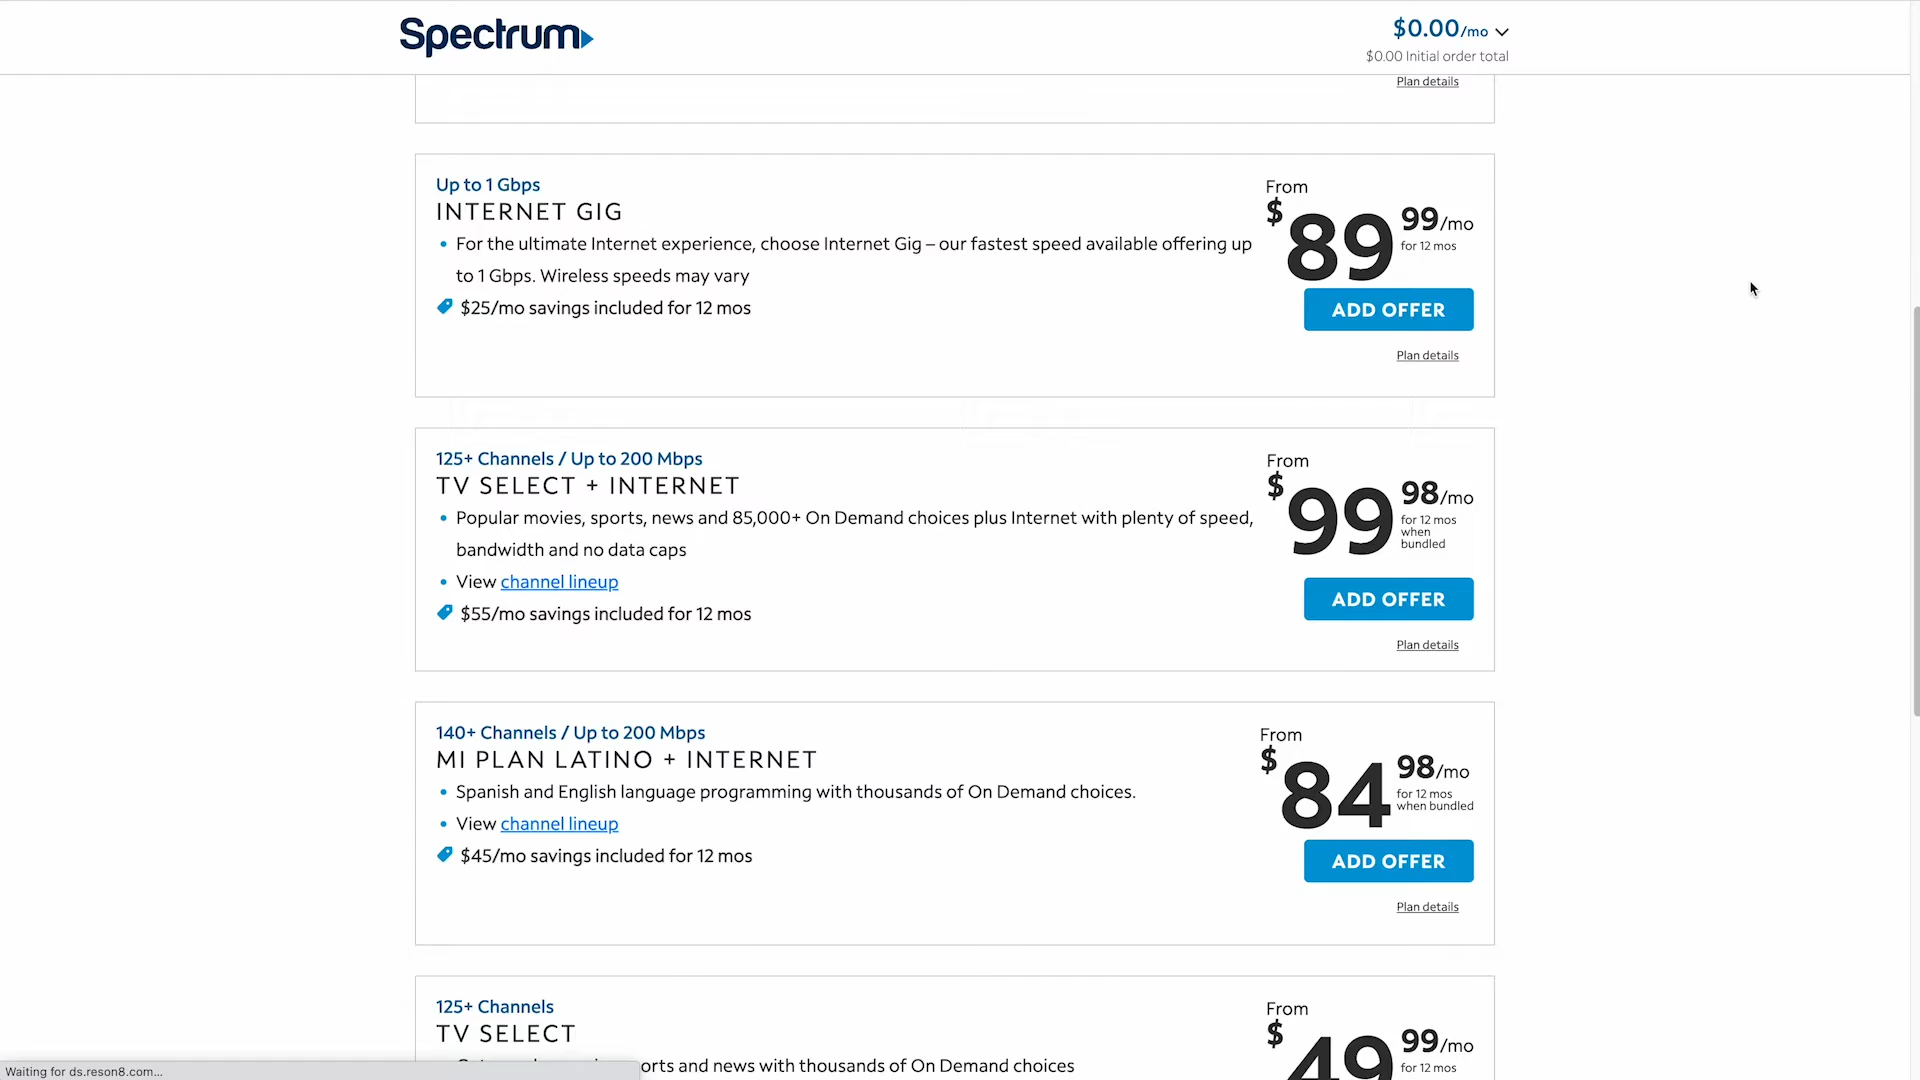 Spectrum
$0.00/mo
$0.00 Initial order total
Plan details
Up to 1 Gbps
INTERNET GIG
For the ultimate Internet experience, choose Internet Gig – our fastest speed available offering up
to 1 Gbps. Wireless speeds may vary
$25/mo savings included for 12 mos
From
$89 99/mo
for 12 mos
ADD OFFER
Plan details
125+ Channels / Up to 200 Mbps
TV SELECT + INTERNET
Popular movies, sports, news and 85,000+ On Demand choices plus Internet with plenty of speed,
bandwidth and no data caps
View channel lineup
$55/mo savings included for 12 mos
From
$99 98/mo
for 12 mos
when
bundled
ADD OFFER
Plan details
140+ Channels / Up to 200 Mbps
MI PLAN LATINO + INTERNET
Spanish and English language programming with thousands of On Demand choices.
View channel lineup
$45/mo savings included for 12 mos
From
$84 98/mo
for 12 mos
when bundled
ADD OFFER
Plan details
125+ Channels
TV SELECT
orts and news with thousands of On Demand choices
From
$49 99/mo
for 12 mos
Waiting for ds.reson8.com...